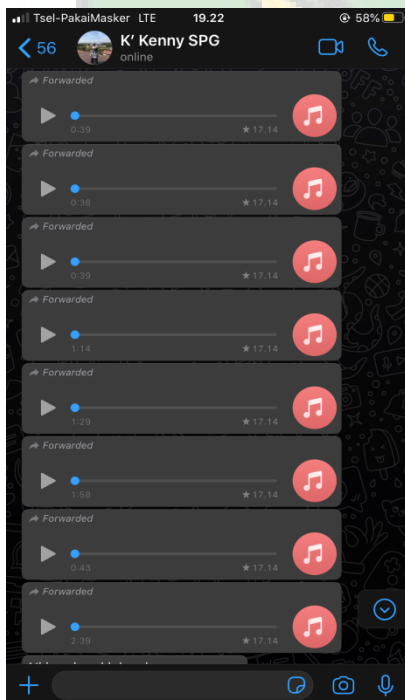 Tsel-PakaiMasker LTE 19.22 58%
56 K' Kenny SPG
online
Forwarded
0:39 17.14
Forwarded
0:36 17.14
Forwarded
0:39 17.14
Forwarded
1:14 17.14
Forwarded
1:29 17.14
Forwarded
1:58 17.14
Forwarded
0:43 17.14
Forwarded
2:39 17.14